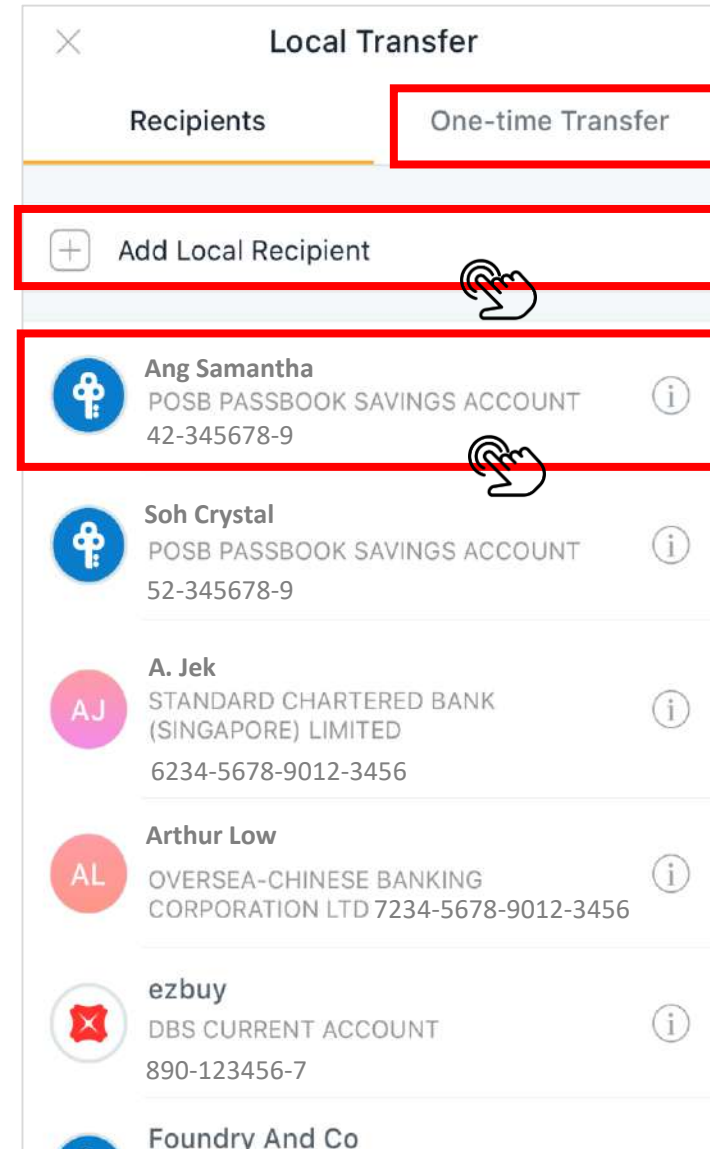 Local Transfer
Recipients
One-time Transfer
Add Local Recipient
Ang Samantha
POSB PASSBOOK SAVINGS ACCOUNT
42-345678-9
Soh Crystal
POSB PASSBOOK SAVINGS ACCOUNT
52-345678-9
AJ
A. Jek
STANDARD CHARTERED BANK
(SINGAPORE) LIMITED
6234-5678-9012-3456
AL
Arthur Low
OVERSEA-CHINESE BANKING
CORPORATION LTD 7234-5678-9012-3456
ezbuy
DBS CURRENT ACCOUNT
890-123456-7
Foundry And Co